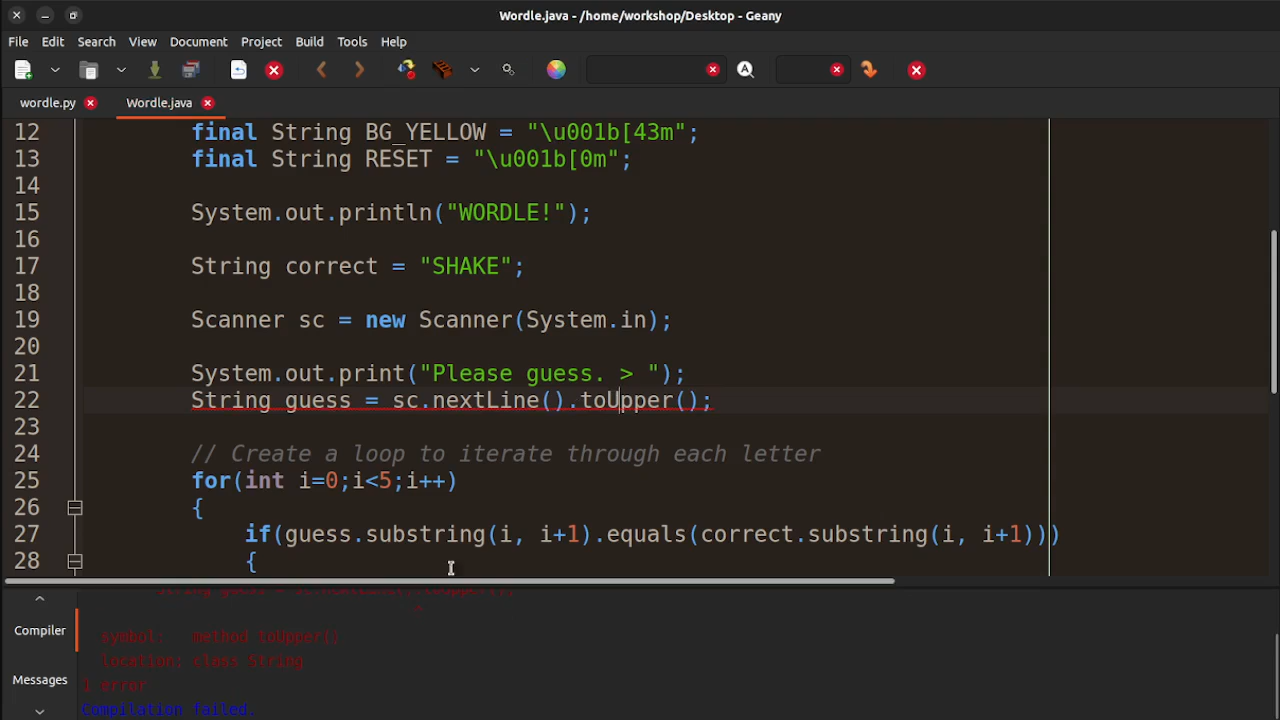 Wordle.java - /home/workshop/Desktop - Geany
File Edit Search View Document Project Build Tools Help
wordle.py Wordle.java
12 final String BG_YELLOW = "\u001b[43m";
13 final String RESET = "\u001b[0m";
14
15 System.out.println("WORDLE!");
16
17 String correct = "SHAKE";
18
19 Scanner sc = new Scanner(System.in);
20
21 System.out.print("Please guess. > ");
22 String guess = sc.nextLine().toUpper();
23
24 // Create a loop to iterate through each letter
25 for(int i=0;i<5;i++)
26 {
27 if(guess.substring(i, i+1).equals(correct.substring(i, i+1)))
28 {
String guess = sc.nextLine().toUpper();
^
Compiler
symbol: method toUpper()
location: class String
1 error
Messages
Compilation failed.